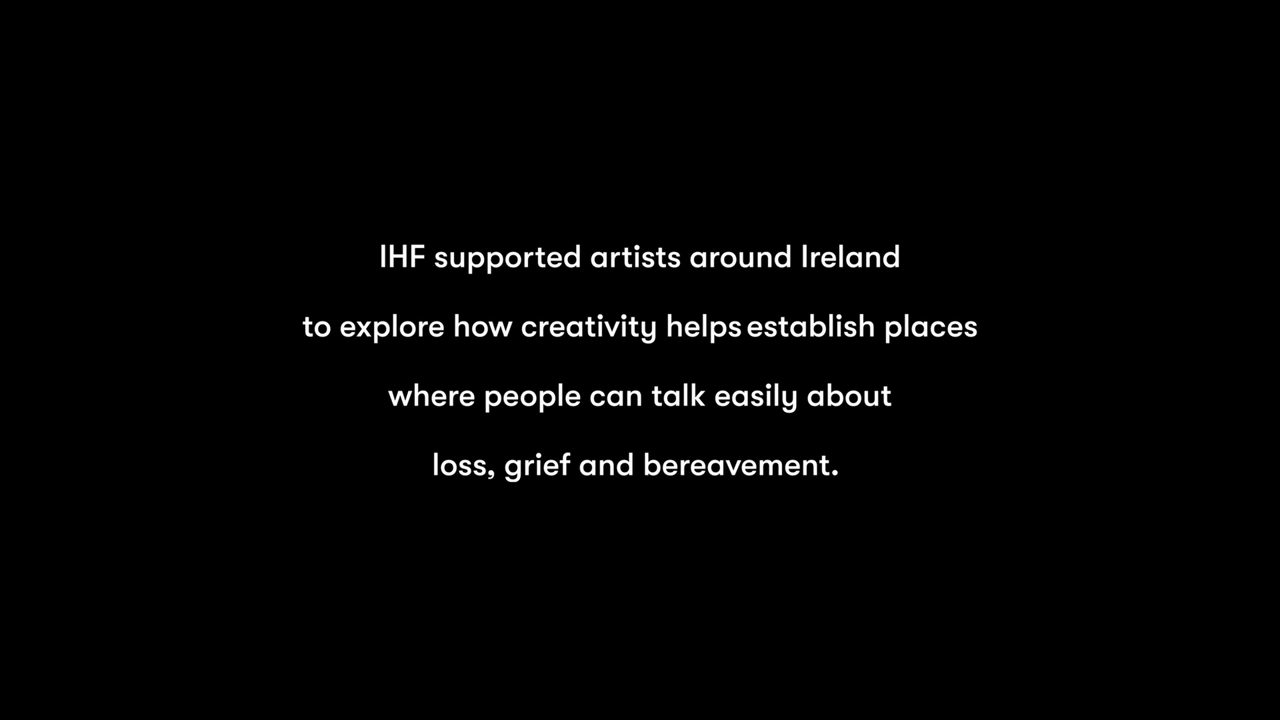 IHF supported artists around Ireland
to explore how creativity helps establish places
where people can talk easily about
loss, grief and bereavement.